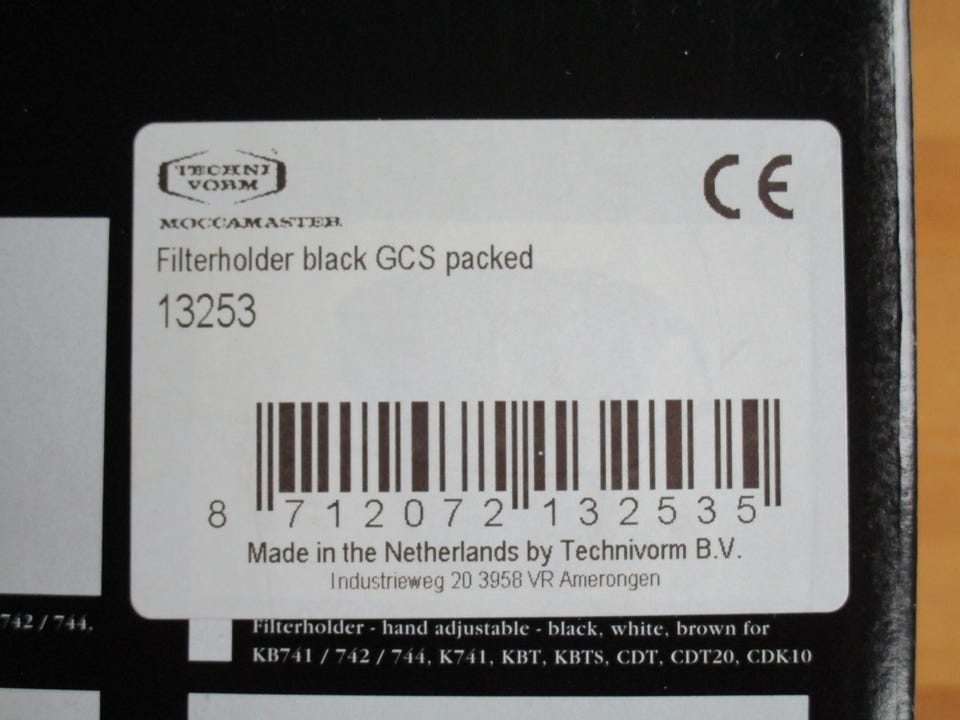 TECHNI
VORM
MOCCAMASTER
CE
Filterholder black GCS packed
13253
8 712072 132535
Made in the Netherlands by Technivorm B.V.
Industrieweg 20 3958 VR Amerongen
742 / 744,
Filterholder - hand adjustable - black, white, brown for
KB741 / 742 / 744, K741, KBT, KBTS, CDT, CDT20, CDK10